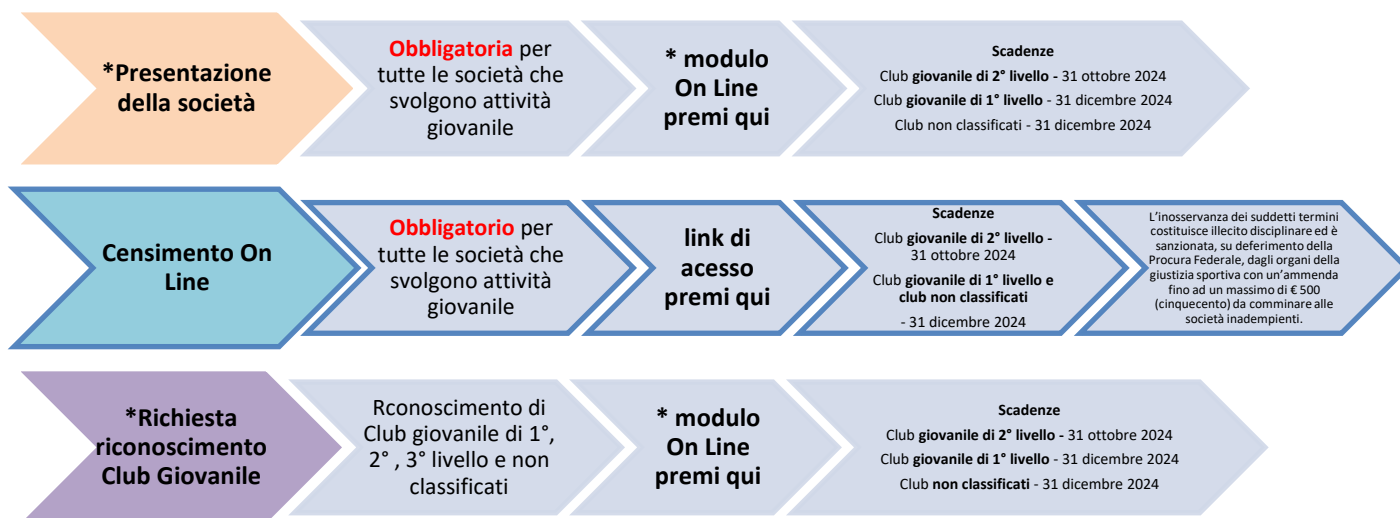 *Presentazione
della società
Obbligatoria per
tutte le società che
svolgono attività
giovanile
* modulo
On Line
premi qui
Scadenze
Club giovanile di 2° livello - 31 ottobre 2024
Club giovanile di 1° livello - 31 dicembre 2024
Club non classificati - 31 dicembre 2024
Censimento On
Line
Obbligatorio per
tutte le società che
svolgono attività
giovanile
link di
acesso
premi qui
Scadenze
Club giovanile di 2° livello -
31 ottobre 2024
Club giovanile di 1° livello e
club non classificati
- 31 dicembre 2024
L'inosservanza dei suddetti termini
costituisce illecito disciplinare ed è
sanzionata, su deferimento della
Procura Federale, dagli organi della
giustizia sportiva con un'ammenda
fino ad un massimo di € 500
(cinquecento) da comminare alle
società inadempienti.
*Richiesta
riconoscimento
Club Giovanile
Rconoscimento di
Club giovanile di 1°,
2° , 3° livello e non
classificati
* modulo
On Line
premi qui
Scadenze
Club giovanile di 2° livello - 31 ottobre 2024
Club giovanile di 1° livello - 31 dicembre 2024
Club non classificati - 31 dicembre 2024